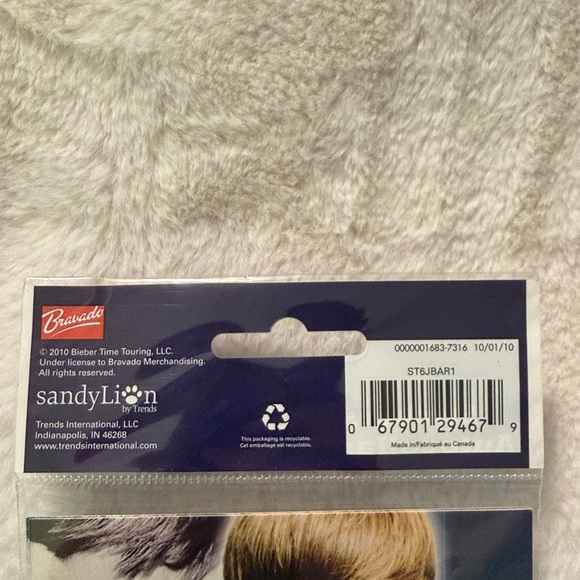 Bravado
© 2010 Bieber Time Touring, LLC.
Under license to Bravado Merchandising.
All rights reserved.
sandyLion
by Trends
Trends International, LLC
Indianapolis, IN 46268
www.trendsinternational.com
This packaging is recyclable.
Cet emballage est recyclable.
0000001683-7316 10/01/10
ST6JBAR1
0 67901 29467 9
Made in/Fabriqué au Canada